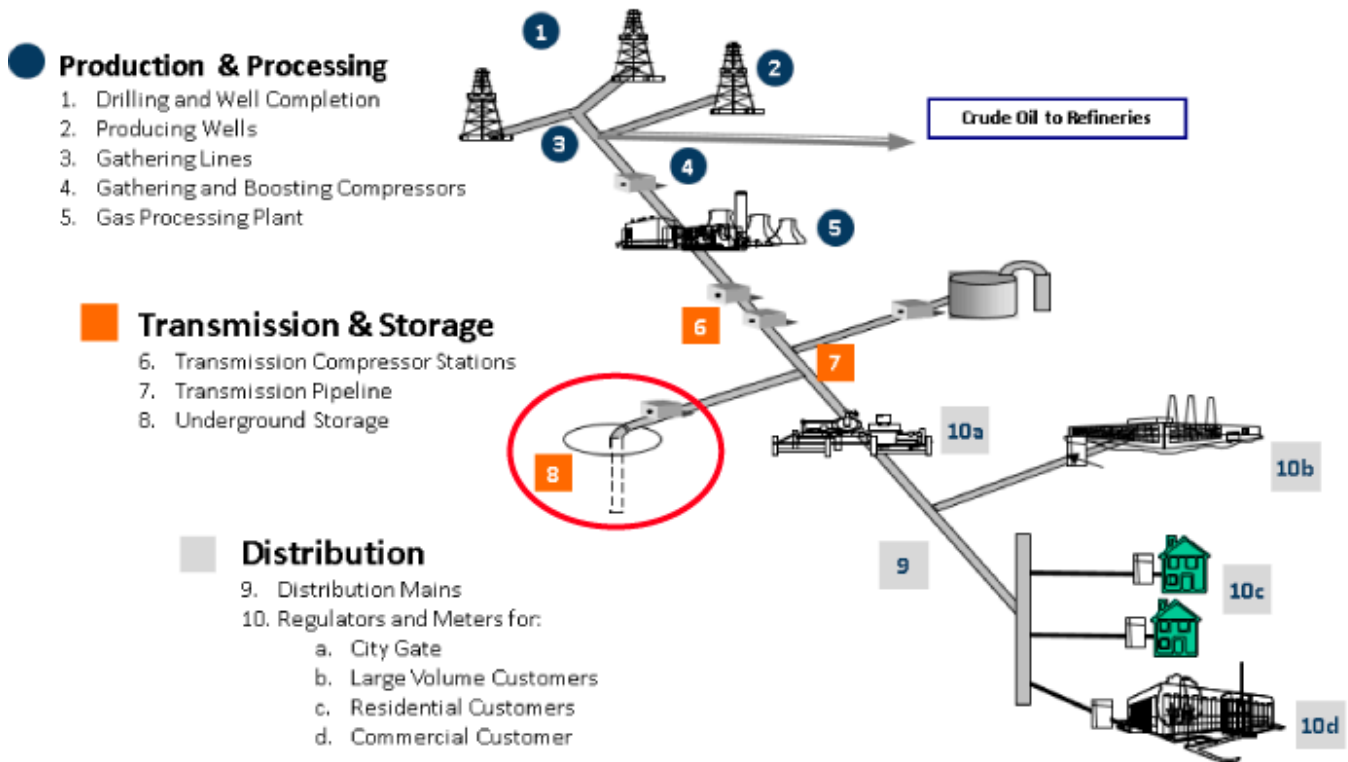 Production & Processing
1. Drilling and Well Completion
2. Producing Wells
3. Gathering Lines
4. Gathering and Boosting Compressors
5. Gas Processing Plant
Transmission & Storage
6. Transmission Compressor Stations
7. Transmission Pipeline
8. Underground Storage
Distribution
9. Distribution Mains
10. Regulators and Meters for:
a. City Gate
b. Large Volume Customers
c. Residential Customers
d. Commercial Customer
1
2
Crude Oil to Refineries
3
4
5
6
7
8
10a
10b
9
10c
10d